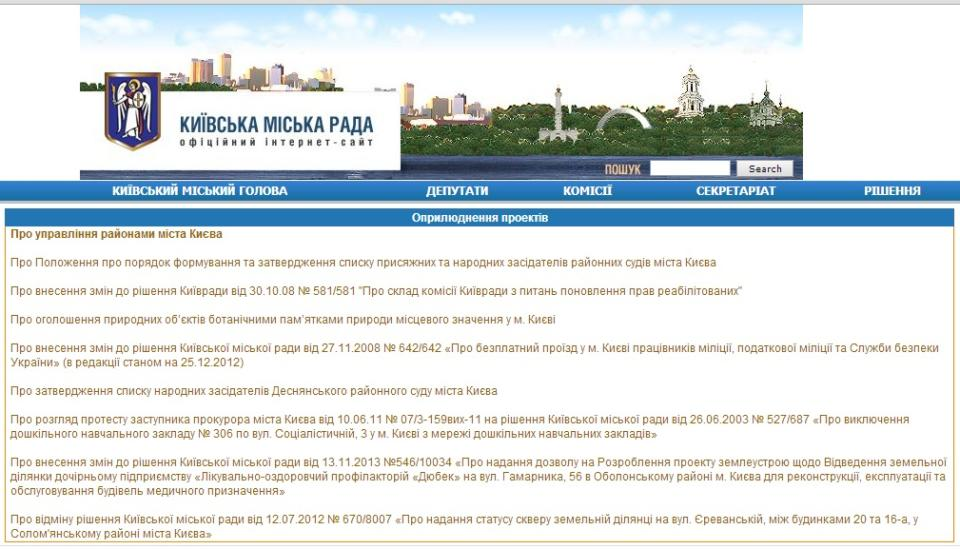 КИЇВСЬКА МІСЬКА РАДА
офіційний інтернет-сайт
ПОШУК Search
КИЇВСЬКИЙ МІСЬКИЙ ГОЛОВА ДЕПУТАТИ КОМІСІЇ СЕКРЕТАРІАТ РІШЕННЯ
Оприлюднення проектів
Про управління районами міста Києва
Про Положення про порядок формування та затвердження списку присяжних та народних засідателів районних судів міста Києва
Про внесення змін до рішення Київради від 30.10.08 № 581/581 "Про склад комісії Київради з питань поновлення прав реабілітованих"
Про оголошення природних об'єктів ботанічними пам'ятками природи місцевого значення у м. Києві
Про внесення змін до рішення Київської міської ради від 27.11.2008 № 642/642 «Про безплатний проїзд у м. Києві працівників міліції, податкової міліції та Служби безпеки
України» (в редакції станом на 25.12.2012)
Про затвердження списку народних засідателів Деснянського районного суду міста Києва
Про розгляд протесту заступника прокурора міста Києва від 10.06.11 № 07/3-159вих-11 на рішення Київської міської ради від 26.06.2003 № 527/687 «Про виключення
дошкільного навчального закладу № 306 по вул. Соціалістичній, 3 у м. Києві з мережі дошкільних навчальних закладів»
Про внесення змін до рішення Київської міської ради від 13.11.2013 №546/10034 «Про надання дозволу на Розроблення проекту землеустрою щодо Відведення земельної
ділянки дочірньому підприємству «Лікувально-оздоровчий профілакторій «Дюбек» на вул. Гамарника, 56 в Оболонському районі м. Києва для реконструкції, експлуатації та
обслуговування будівель медичного призначення»
Про відміну рішення Київської міської ради від 12.07.2012 № 670/8007 «Про надання статусу скверу земельній ділянці на вул. Єреванській, між будинками 20 та 16-а, у
Солом'янському районі міста Києва»